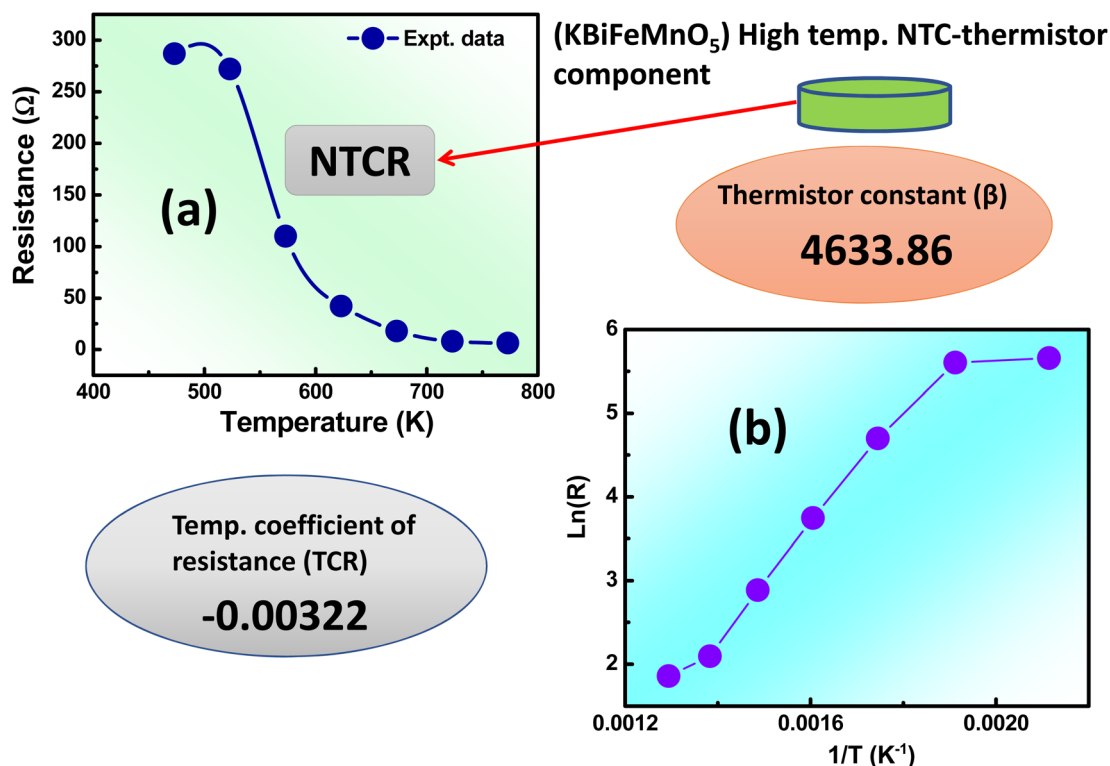 300
250
200
150
100
50
0
Resistance (Ω)
Expt. data
NTCR
(a)
400 500 600 700 800
Temperature (K)
(KBiFeMnO₅) High temp. NTC-thermistor
component
Thermistor constant (β)
4633.86
Temp. coefficient of
resistance (TCR)
-0.00322
6
5
4
3
2
Ln(R)
(b)
0.0012 0.0016 0.0020
1/T (K⁻¹)